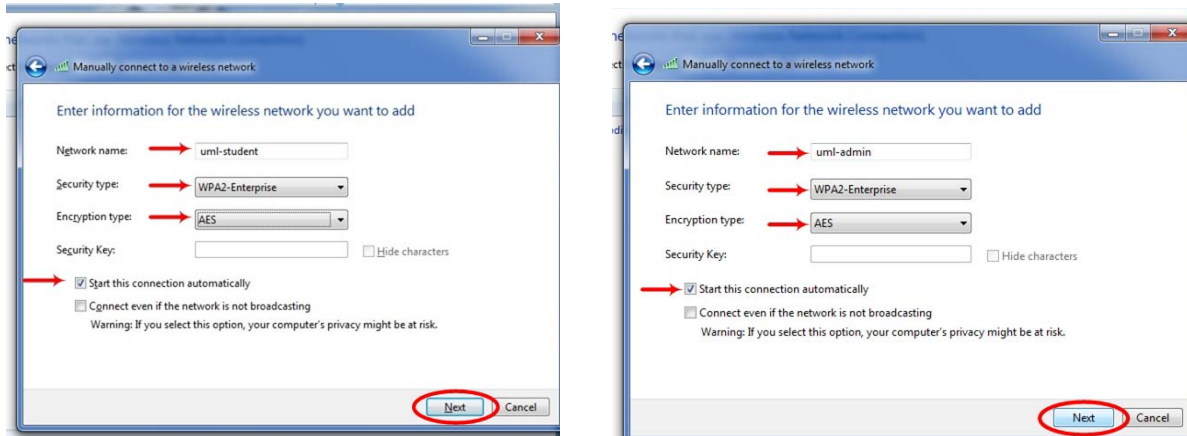 Manually connect to a wireless network
Enter information for the wireless network you want to add
Network name: uml-student
Security type: WPA2-Enterprise
Encryption type: AES
Security Key: Hide characters
Start this connection automatically
Connect even if the network is not broadcasting
Warning: If you select this option, your computer's privacy might be at risk.
Next Cancel
Manually connect to a wireless network
Enter information for the wireless network you want to add
Network name: uml-admin
Security type: WPA2-Enterprise
Encryption type: AES
Security Key: Hide characters
Start this connection automatically
Connect even if the network is not broadcasting
Warning: If you select this option, your computer's privacy might be at risk.
Next Cancel